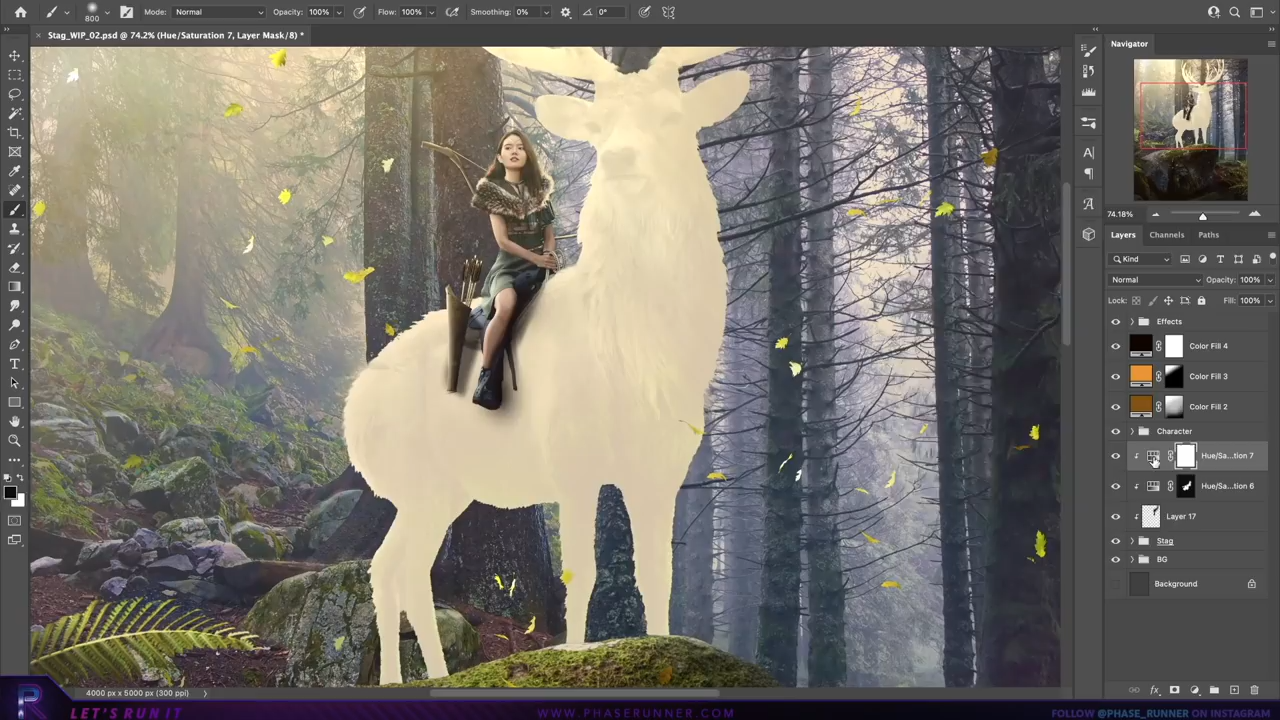 800
Mode: Normal
Opacity: 100%
Flow: 100%
Smoothing: 0%
0°
× Stag_WIP_02.psd @ 74.2% (Hue/Saturation 7, Layer Mask/8) *
Navigator
74.18%
Layers Channels Paths
Kind
Normal
Opacity: 100%
Lock:
Fill: 100%
Effects
Color Fill 4
Color Fill 3
Color Fill 2
Character
Hue/Sa...tion 7
Hue/Sa...tion 6
Layer 17
Stag
BG
Background
4000 px x 5000 px (300 ppi)
R
LET'S RUN IT
WWW.PHASERUNNER.COM
FOLLOW @PHASE_RUNNER ON INSTAGRAM